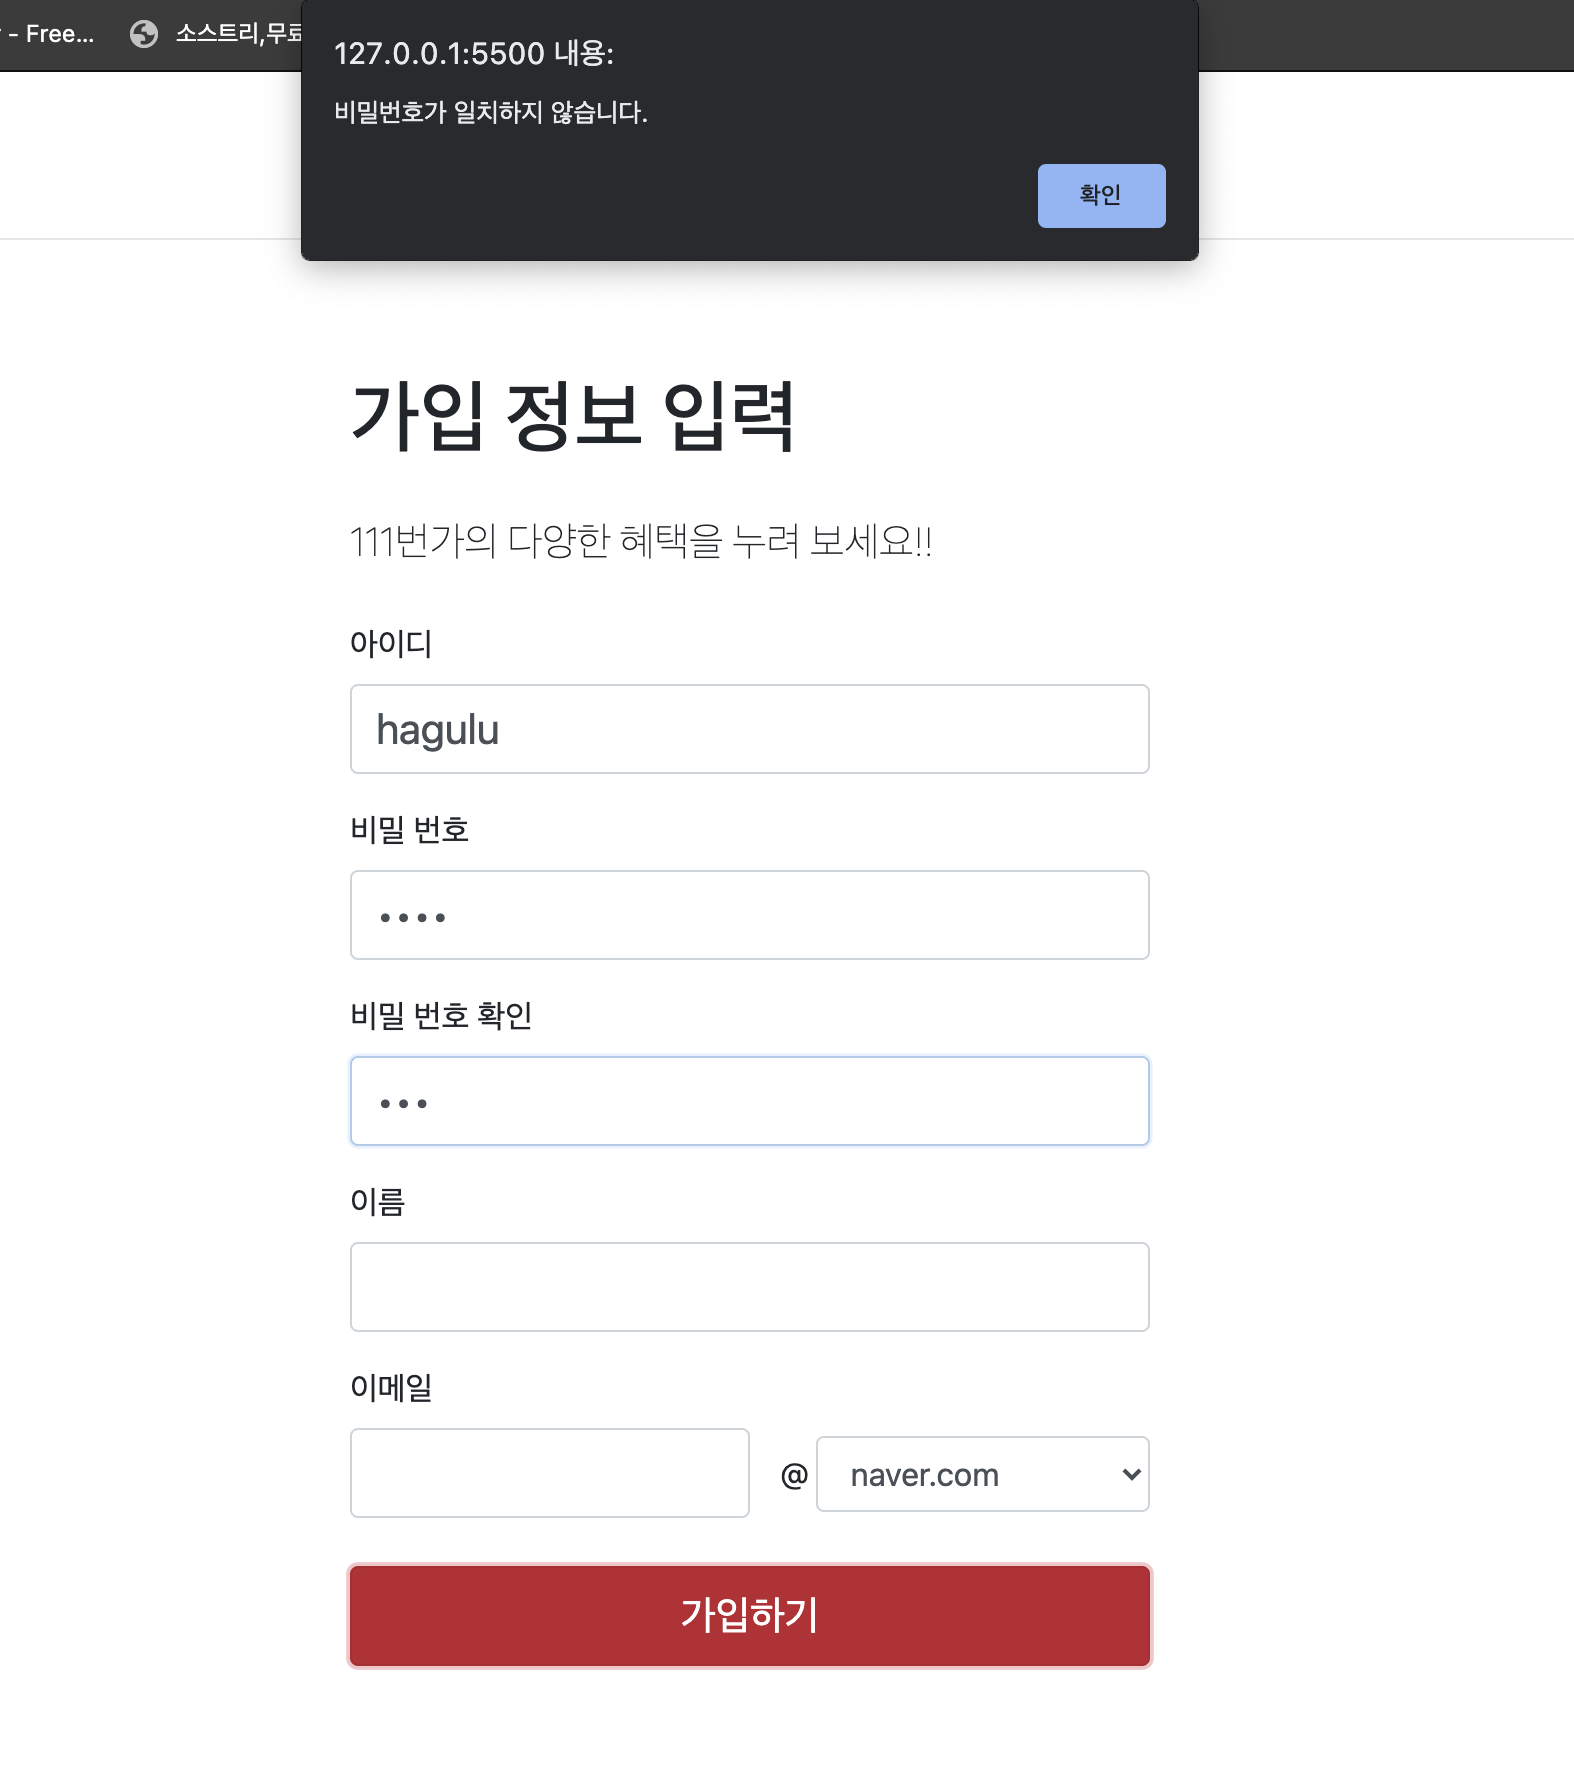 - Free...
소스트리,무료
127.0.0.1:5500 내용:
비밀번호가 일치하지 않습니다.
확인
가입 정보 입력
111번가의 다양한 혜택을 누려 보세요!!
아이디
hagulu
비밀 번호
••••
비밀 번호 확인
•••
이름
이메일
@ naver.com
가입하기